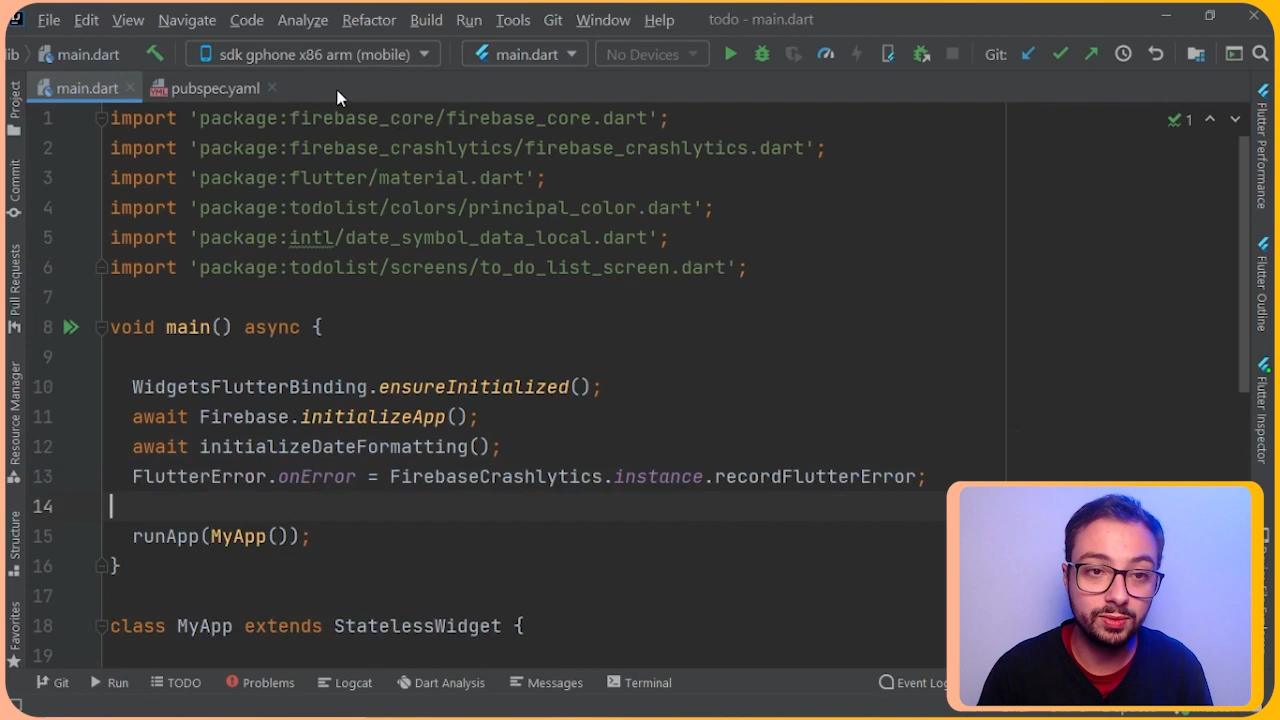 File Edit View Navigate Code Analyze Refactor Build Run Tools Git Window Help todo - main.dart
lib main.dart sdk gphone x86 arm (mobile) main.dart No Devices Git:
main.dart pubspec.yaml
1 import 'package:firebase_core/firebase_core.dart';
2 import 'package:firebase_crashlytics/firebase_crashlytics.dart';
3 import 'package:flutter/material.dart';
4 import 'package:todolist/colors/principal_color.dart';
5 import 'package:intl/date_symbol_data_local.dart';
6 import 'package:todolist/screens/to_do_list_screen.dart';
7
8 void main() async {
9
10 WidgetsFlutterBinding.ensureInitialized();
11 await Firebase.initializeApp();
12 await initializeDateFormatting();
13 FlutterError.onError = FirebaseCrashlytics.instance.recordFlutterError;
14
15 runApp(MyApp());
16 }
17
18 class MyApp extends StatelessWidget {
19
1
Project
Commit
Pull Requests
Resource Manager
Structure
Favorites
Flutter Performance
Flutter Outline
Flutter Inspector
Git Run TODO Problems Logcat Dart Analysis Messages Terminal Event Log